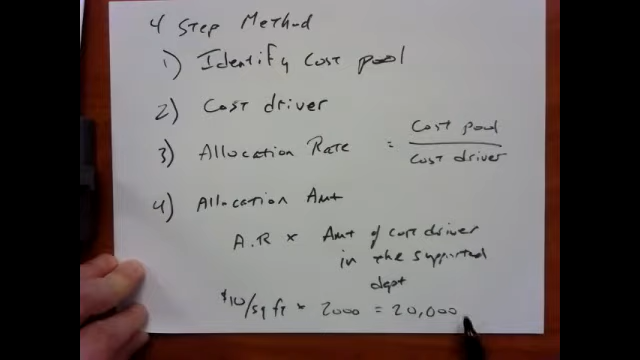 4 Step Method
1) Identify Cost pool
2) Cost driver
3) Allocation Rate = Cost pool / Cost driver
4) Allocation Amt
A.R × Amt of cost driver
in the supported
dept
$10/sq ft × 2000 = 20,000